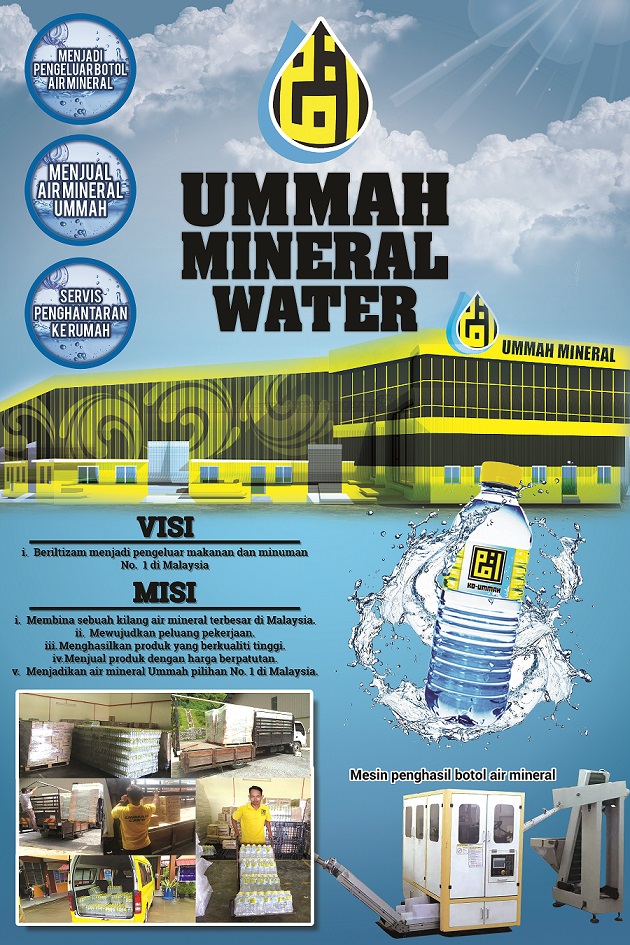 MENJADI
PENGELUAR BOTOL
AIR MINERAL
MENJUAL
AIR MINERAL
UMMAH
SERVIS
PENGHANTARAN
KE RUMAH
UMMAH
MINERAL
WATER
UMMAH MINERAL
VISI
i. Beriltizam menjadi pengeluar makanan dan minuman
No. 1 di Malaysia
MISI
i. Membina sebuah kilang air mineral terbesar di Malaysia.
ii. Mewujudkan peluang pekerjaan.
iii.Menghasilkan produk yang berkualiti tinggi.
iv.Menjual produk dengan harga berpatutan.
v. Menjadikan air mineral Ummah pilihan No. 1 di Malaysia.
KO-UMMAH
Mesin penghasil botol air mineral